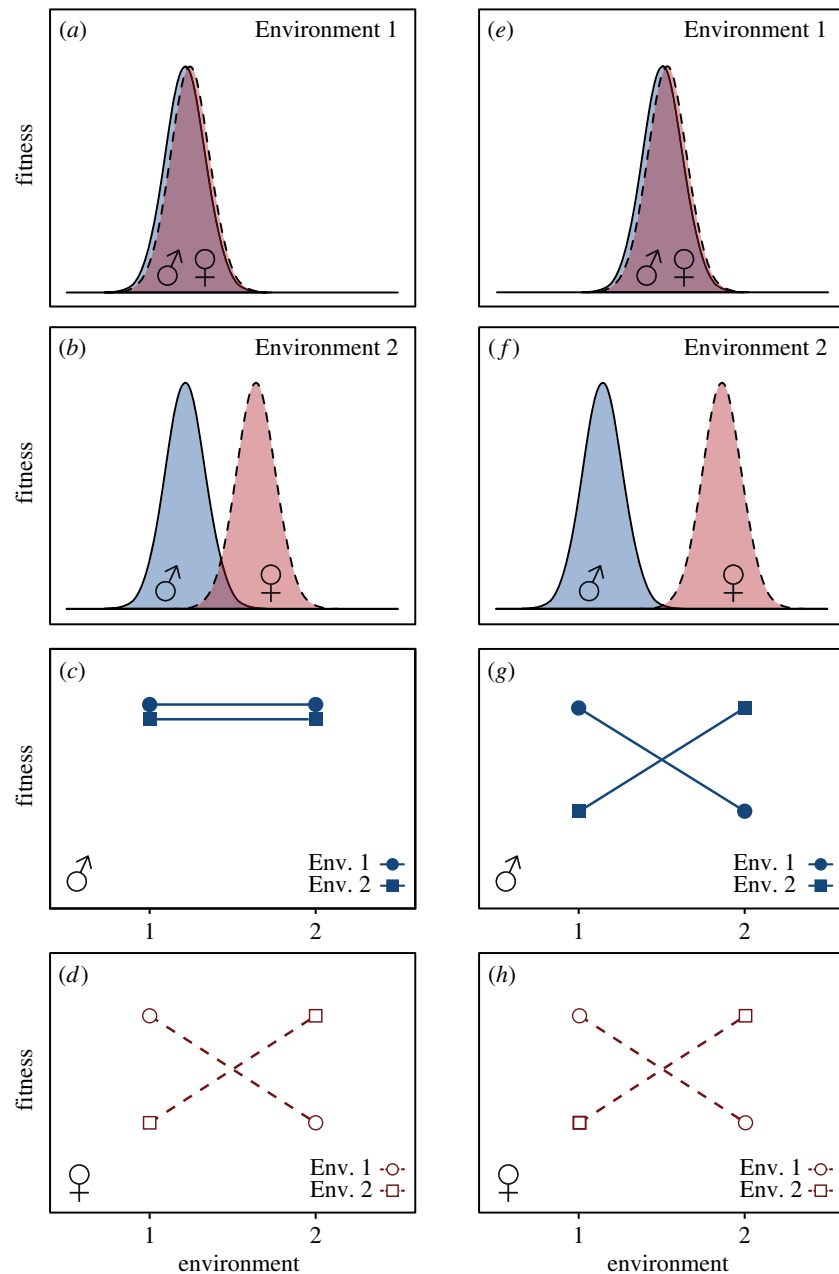 (a) Environment 1
fitness
♂ ♀
(b) Environment 2
fitness
♂ ♀
(c)
fitness
Env. 1
Env. 2
♂
1 2
(d)
fitness
Env. 1
Env. 2
♀
1 2
environment
(e) Environment 1
♂ ♀
(f) Environment 2
♂ ♀
(g)
Env. 1
Env. 2
♂
1 2
(h)
Env. 1
Env. 2
♀
1 2
environment